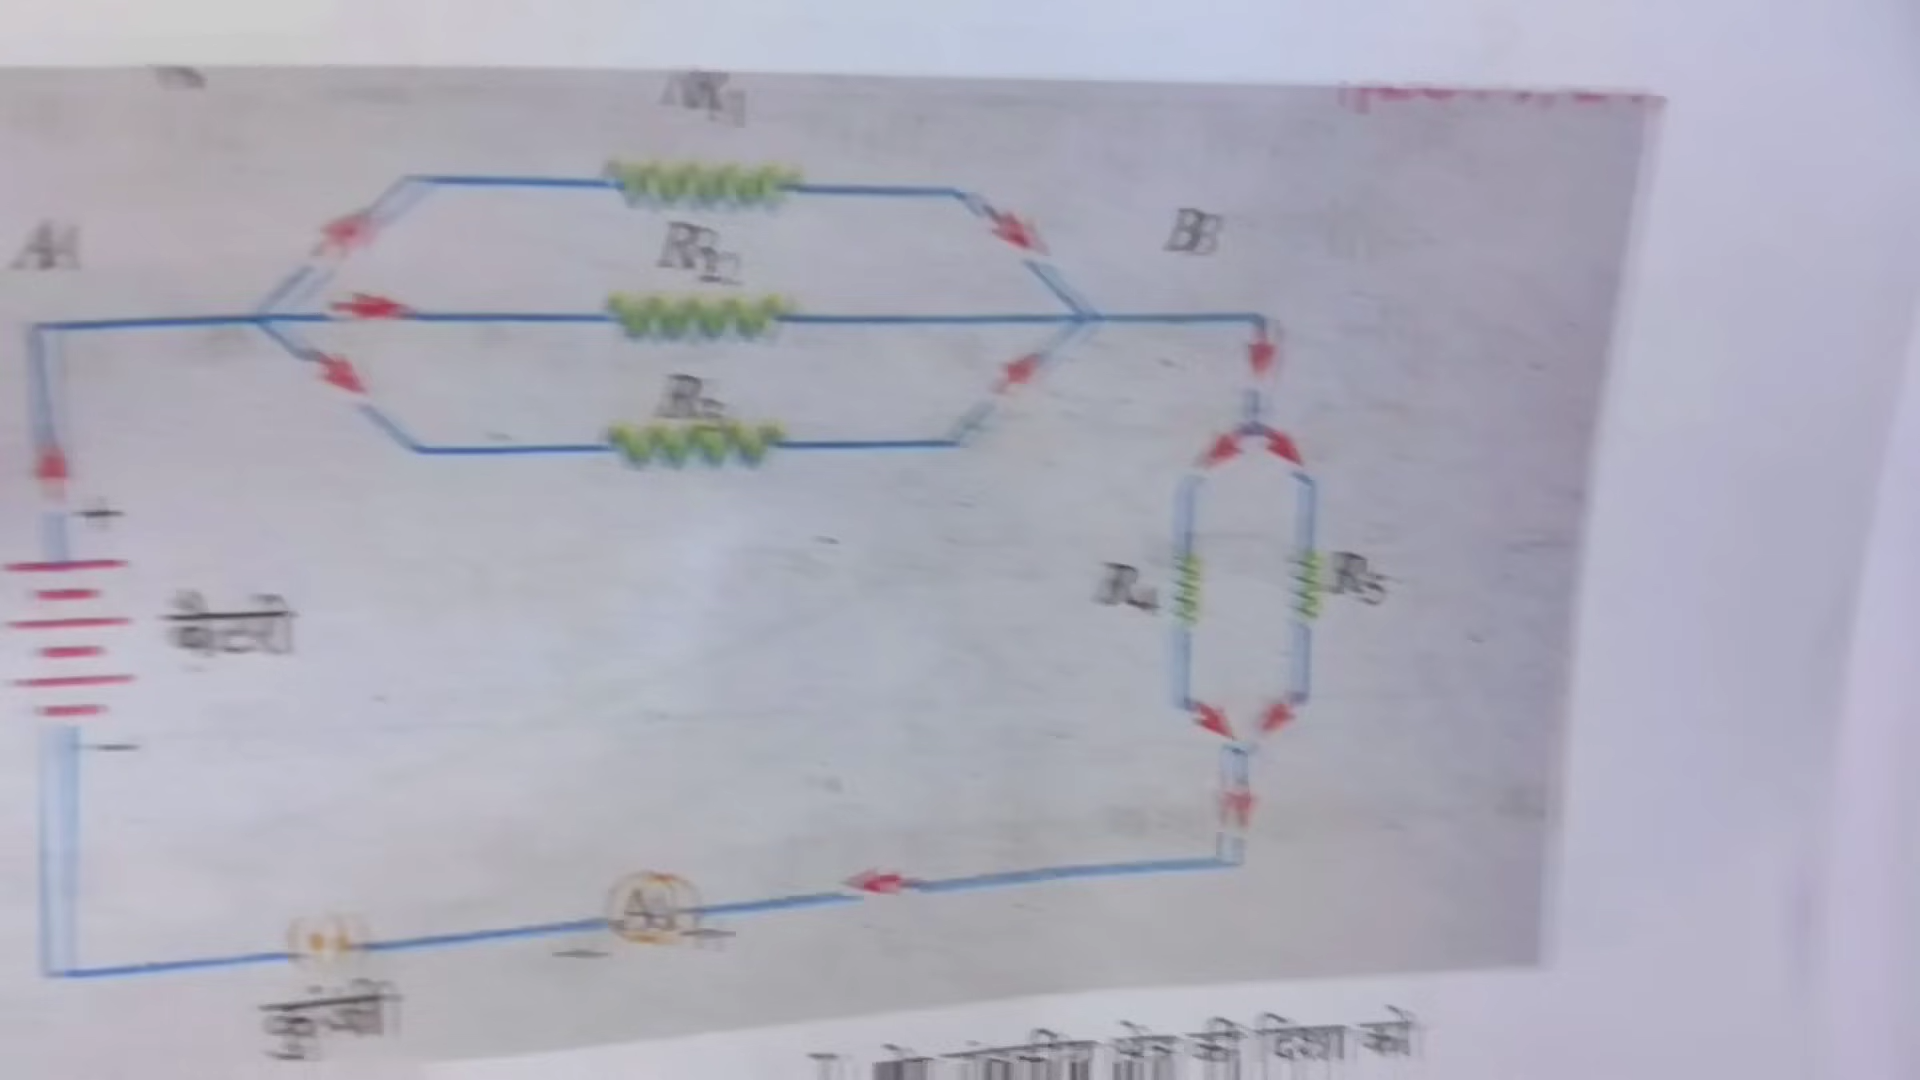 R₁
A
R₂
B
R₃
+
बैटरी
R₄
R₅
−
A
+
−
कुंजी
क्षेत्र की दिशा को